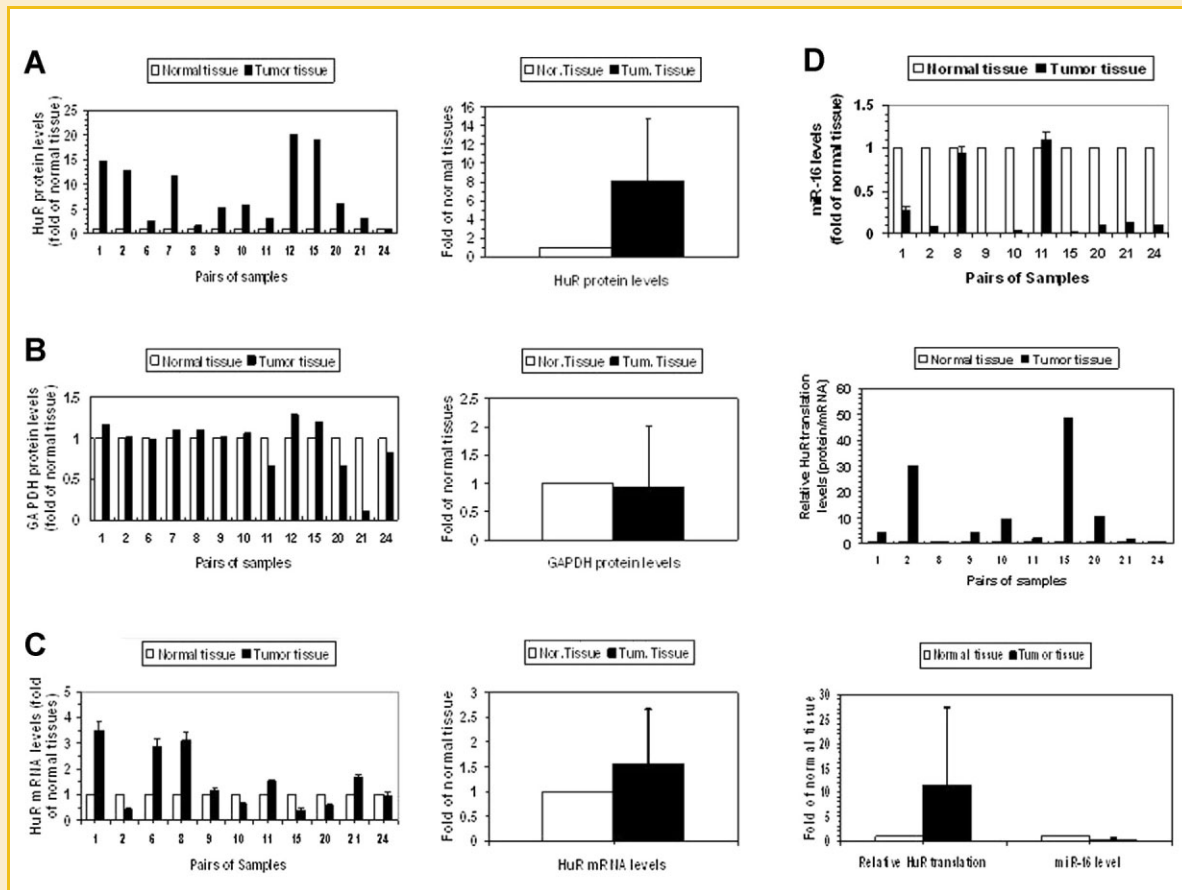 A
Normal tissue Tumor tissue
HuR protein levels
(fold of normal tissue)
25
20
15
10
5
0
1 2 6 7 8 9 10 11 12 15 20 21 24
Pairs of samples
Nor.Tissue Tum. Tissue
Fold of normal tissues
16
14
12
10
8
6
4
2
0
HuR protein levels
D
Normal tissue Tumor tissue
miR-16 levels
(fold of normal tissue)
1.5
1
0.5
0
1 2 8 9 10 11 15 20 21 24
Pairs of Samples
B
Normal tissue Tumor tissue
GAPDH protein levels
(fold of normal tissue)
1.5
1
0.5
0
1 2 6 7 8 9 10 11 12 15 20 21 24
Pairs of samples
Nor.Tissue Tum. Tissue
Fold of normal tissues
2.5
2
1.5
1
0.5
0
GAPDH protein levels
Normal tissue Tumor tissue
Relative HuR translation
levels (protein/mRNA)
60
50
40
30
20
10
0
1 2 8 9 10 11 15 20 21 24
Pairs of samples
C
Normal tissue Tumor tissue
HuR mRNA levels (fold
of normal tissues)
5
4
3
2
1
0
1 2 6 8 9 10 11 15 20 21 24
Pairs of Samples
Nor.Tissue Tum. Tissue
Fold of normal tissue
3
2.5
2
1.5
1
0.5
0
HuR mRNA levels
Normal tissue Tumor tissue
Fold of normal tissue
30
25
20
15
10
5
0
Relative HuR translation miR-16 level